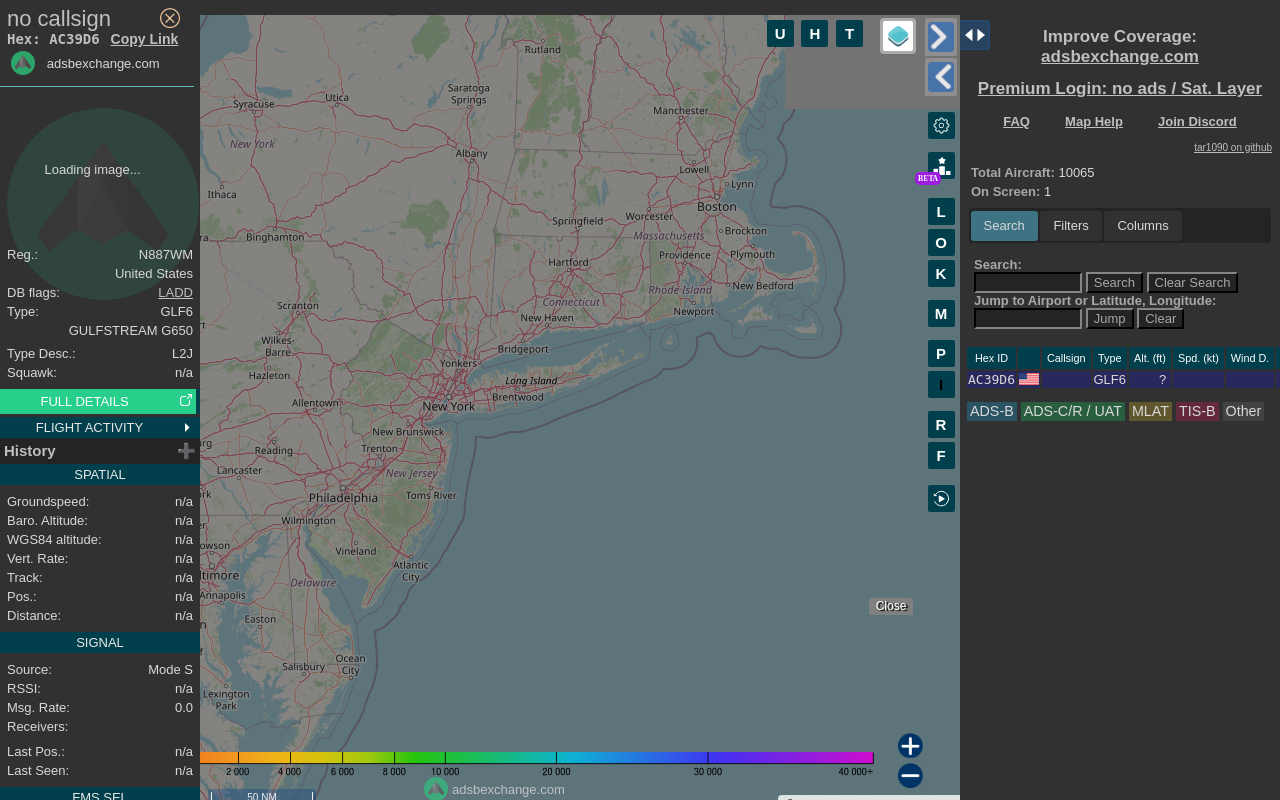 no callsign
Hex: AC39D6 Copy Link
adsbexchange.com
Loading image...
Reg.: N887WM
United States
DB flags: LADD
Type: GLF6
GULFSTREAM G650
Type Desc.: L2J
Squawk: n/a
FULL DETAILS
FLIGHT ACTIVITY
History
SPATIAL
Groundspeed: n/a
Baro. Altitude: n/a
WGS84 altitude: n/a
Vert. Rate: n/a
Track: n/a
Pos.: n/a
Distance: n/a
SIGNAL
Source: Mode S
RSSI: n/a
Msg. Rate: 0.0
Receivers:
Last Pos.: n/a
Last Seen: n/a
FMS SEL
U H T
Rutland
Syracuse
Utica
Saratoga
Springs
Manchester
New York
Albany
Lowell
Lynn
Ithaca
Boston
Worcester
Springfield
Binghamton
Massachusetts
Brockton
Hartford
Providence
Plymouth
Connecticut
Rhode Island
New Bedford
Scranton
New Haven
Newport
Wilkes-
Barre
Bridgeport
Hazleton
Yonkers
Long Island
Allentown
New York
Brentwood
New Brunswick
Reading
Trenton
Lancaster
New Jersey
Philadelphia
Toms River
Wilmington
Vineland
Atlantic
City
Delaware
Annapolis
Easton
Salisbury
Ocean
City
Lexington
Park
L
O
K
M
P
I
R
F
BETA
Close
2 000 4 000 6 000 8 000 10 000 20 000 30 000 40 000+
adsbexchange.com
50 NM
Improve Coverage:
adsbexchange.com
Premium Login: no ads / Sat. Layer
FAQ Map Help Join Discord
tar1090 on github
Total Aircraft: 10065
On Screen: 1
Search Filters Columns
Search:
Search Clear Search
Jump to Airport or Latitude, Longitude:
Jump Clear
Hex ID Callsign Type Alt. (ft) Spd. (kt) Wind D.
AC39D6 GLF6 ?
ADS-B ADS-C/R / UAT MLAT TIS-B Other